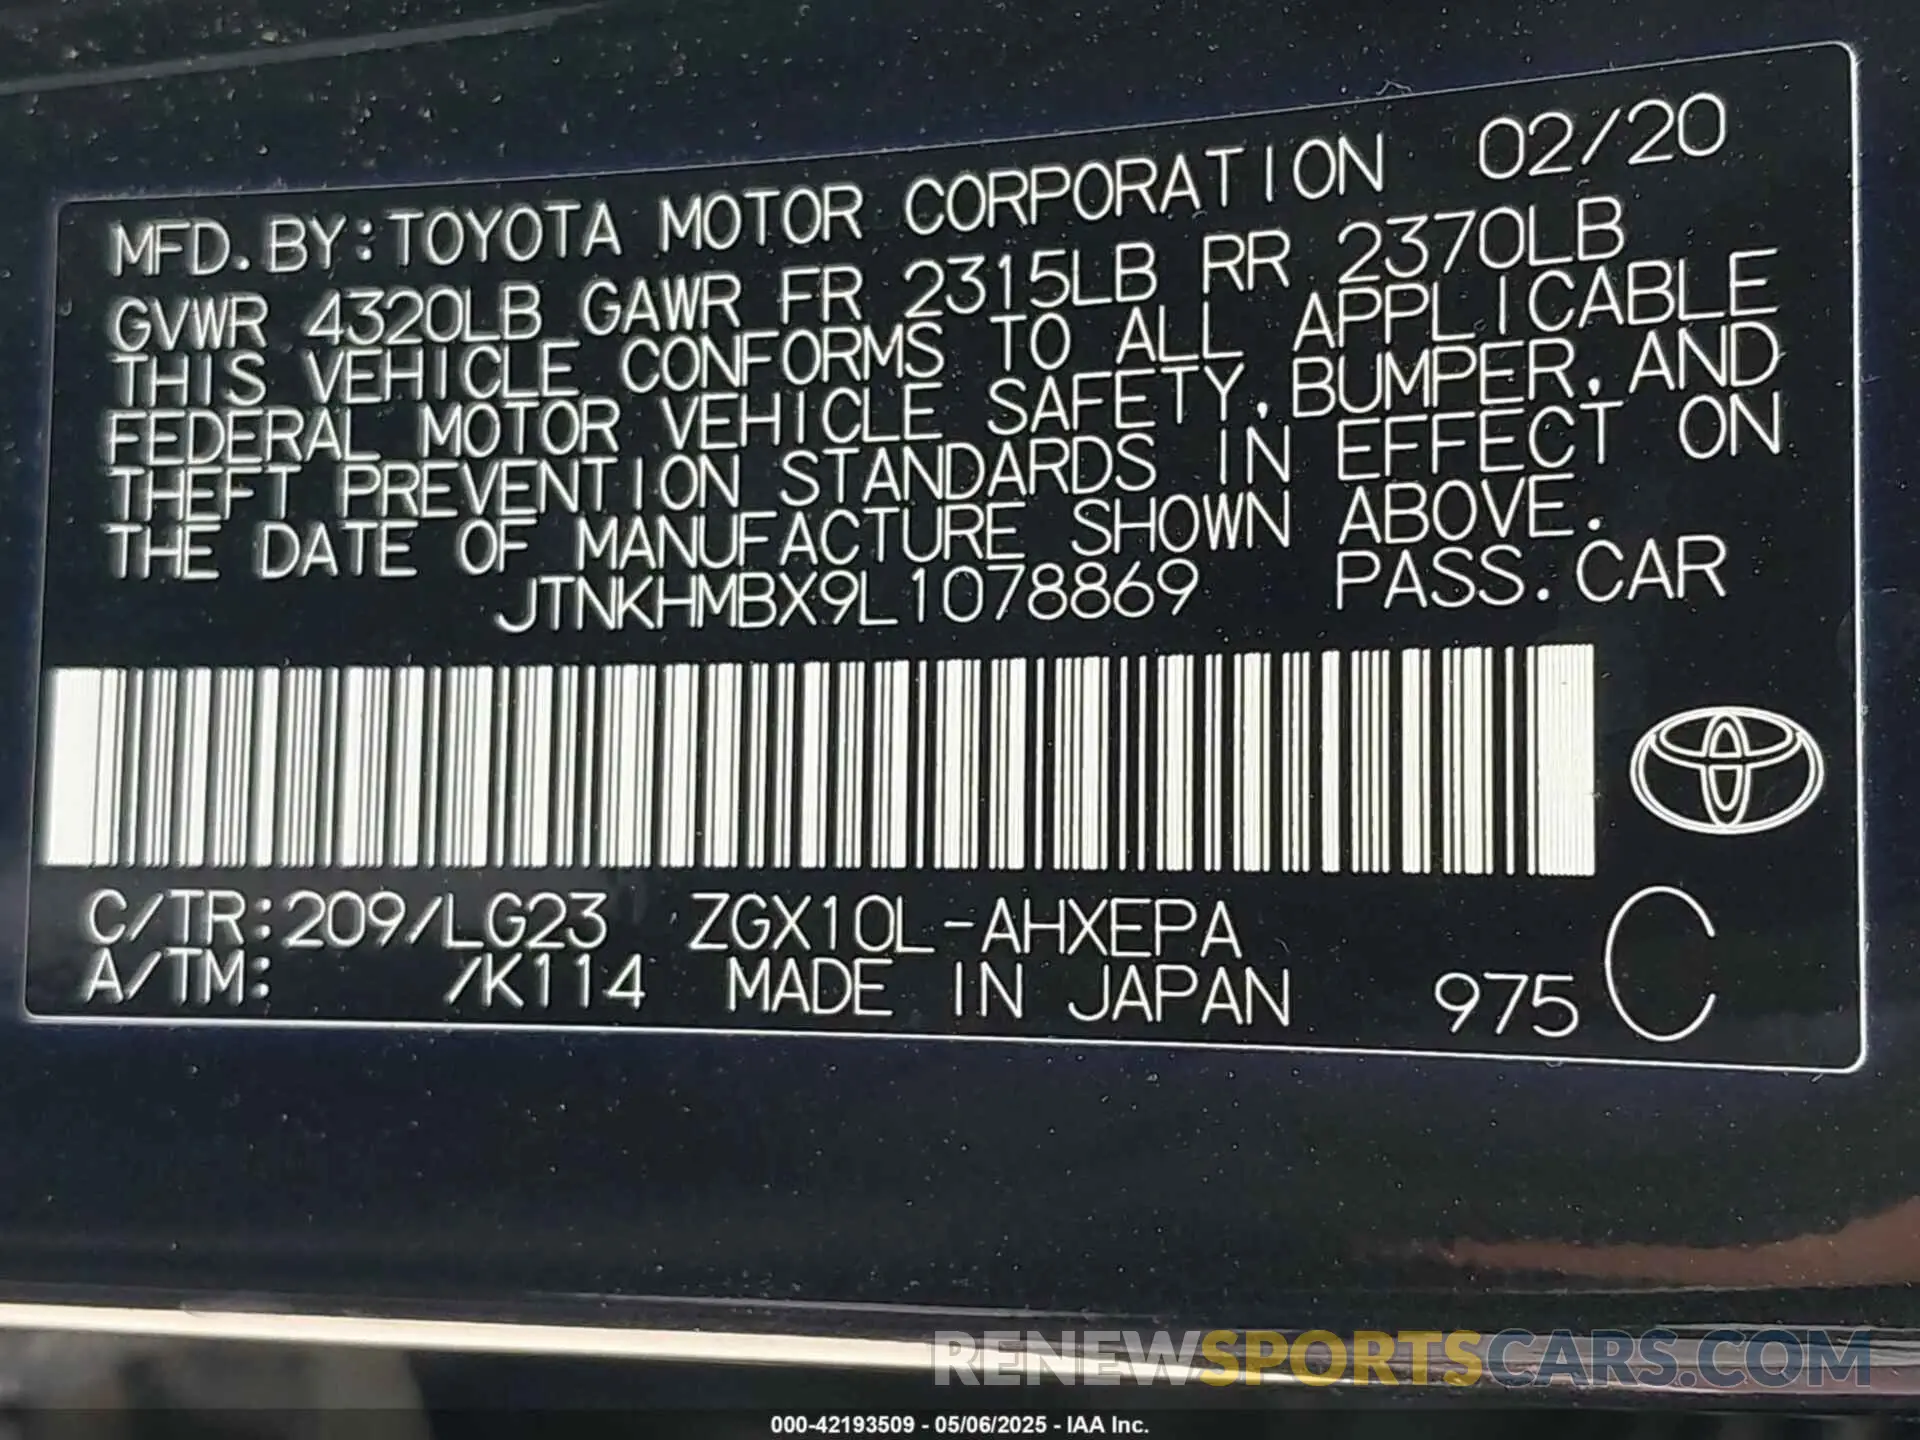 MFD.BY:TOYOTA MOTOR CORPORATION 02/20
GVWR 4320LB GAWR FR 2315LB RR 2370LB
THIS VEHICLE CONFORMS TO ALL APPLICABLE
FEDERAL MOTOR VEHICLE SAFETY,BUMPER,AND
THEFT PREVENTION STANDARDS IN EFFECT ON
THE DATE OF MANUFACTURE SHOWN ABOVE.
JTNKHMBX9L1078869 PASS.CAR
C/TR:209/LG23 ZGX10L-AHXEPA
A/TM: /K114 MADE IN JAPAN 975 C
RENEWSPORTSCARS.COM
000-42193509 - 05/06/2025 - IAA Inc.